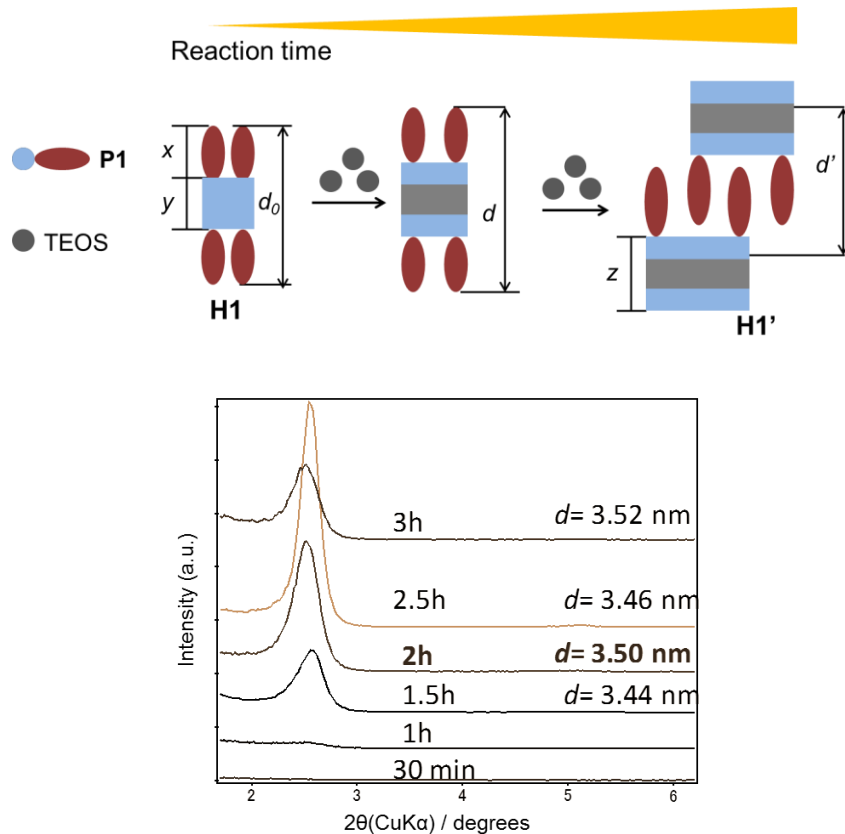 Reaction time
P1
TEOS
x
y
d₀
H1
d
d’
z
H1’
Intensity (a.u.)
3h d= 3.52 nm
2.5h d= 3.46 nm
2h d= 3.50 nm
1.5h d= 3.44 nm
1h
30 min
2 3 4 5 6
2θ(CuKα) / degrees